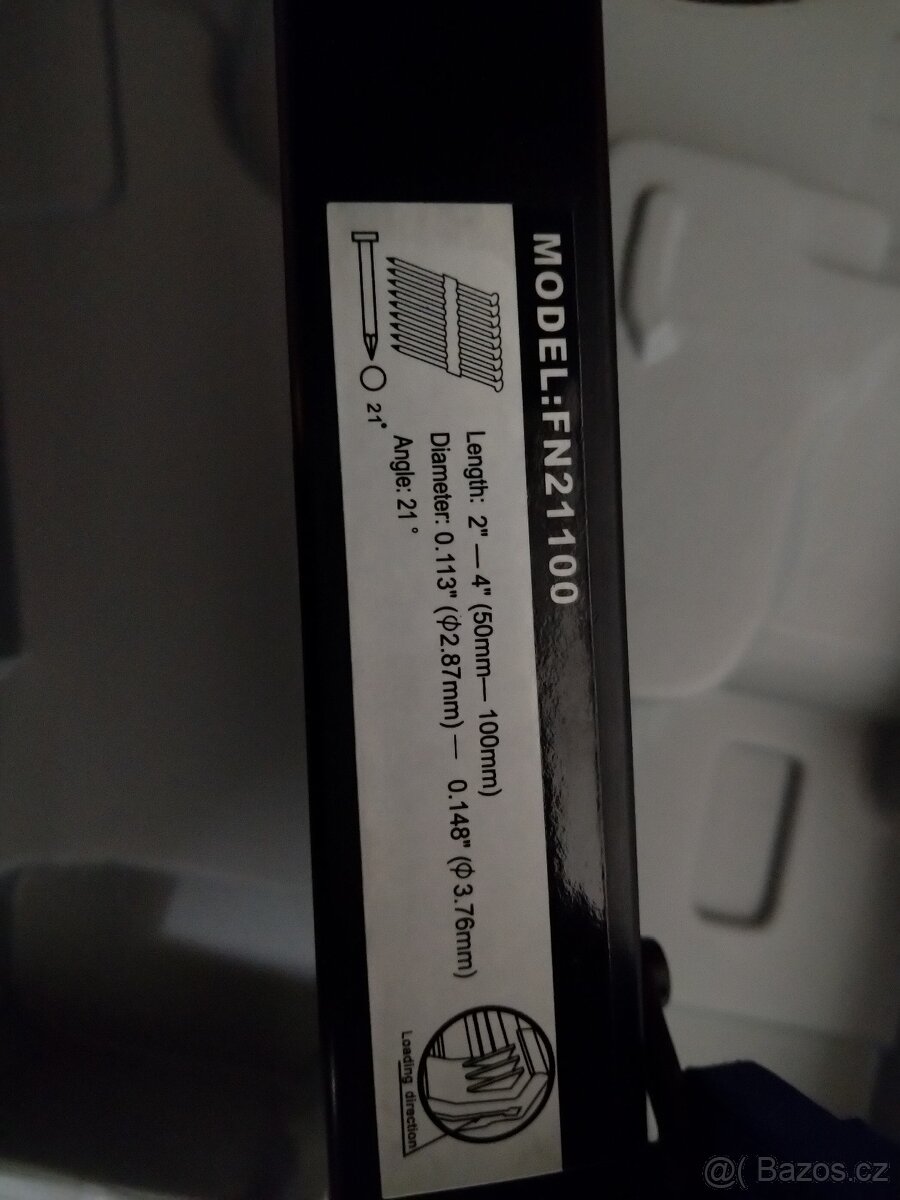 MODEL:FN21100
Length: 2" — 4" (50mm— 100mm)
Diameter: 0.113" (ϕ2.87mm) — 0.148" (ϕ3.76mm)
Angle: 21°
21°
Loading direction
@( Bazos.cz